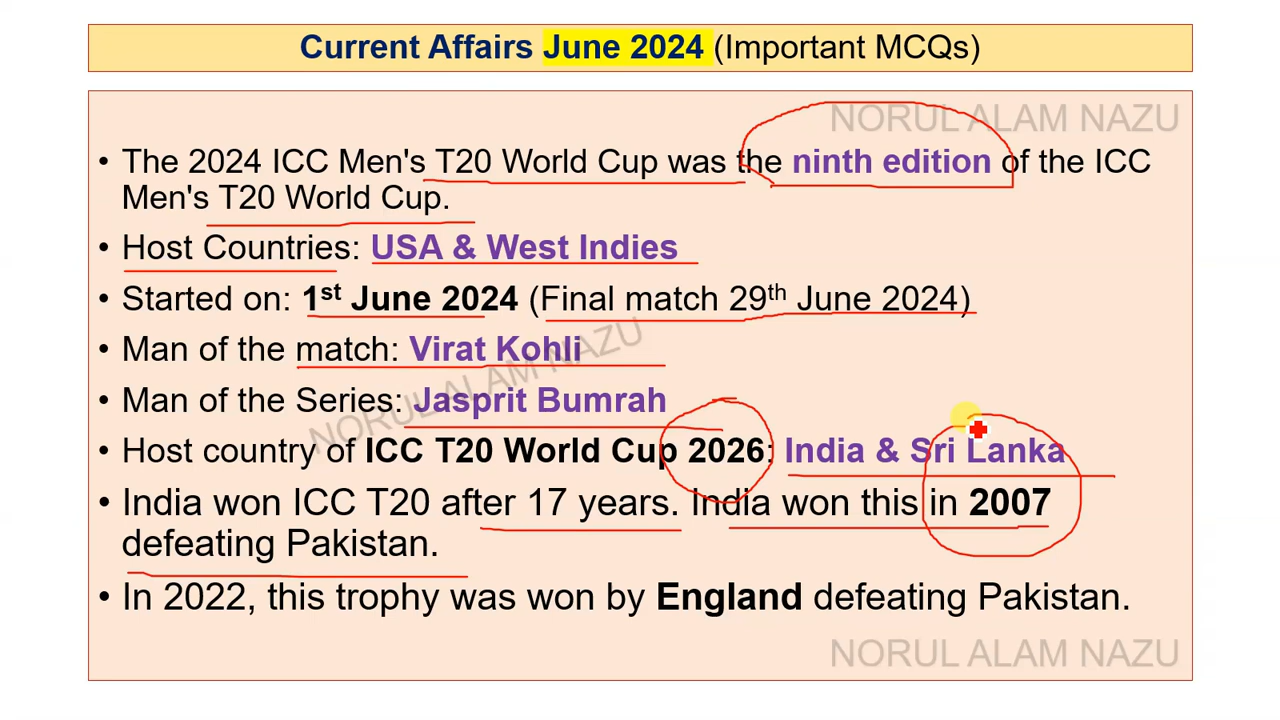 Current Affairs June 2024 (Important MCQs)
NORUL ALAM NAZU
• The 2024 ICC Men's T20 World Cup was the ninth edition of the ICC
Men's T20 World Cup.
• Host Countries: USA & West Indies
• Started on: 1st June 2024 (Final match 29th June 2024)
• Man of the match: Virat Kohli
NORUL ALAM NAZU
• Man of the Series: Jasprit Bumrah
• Host country of ICC T20 World Cup 2026: India & Sri Lanka
• India won ICC T20 after 17 years. India won this in 2007
defeating Pakistan.
• In 2022, this trophy was won by England defeating Pakistan.
NORUL ALAM NAZU